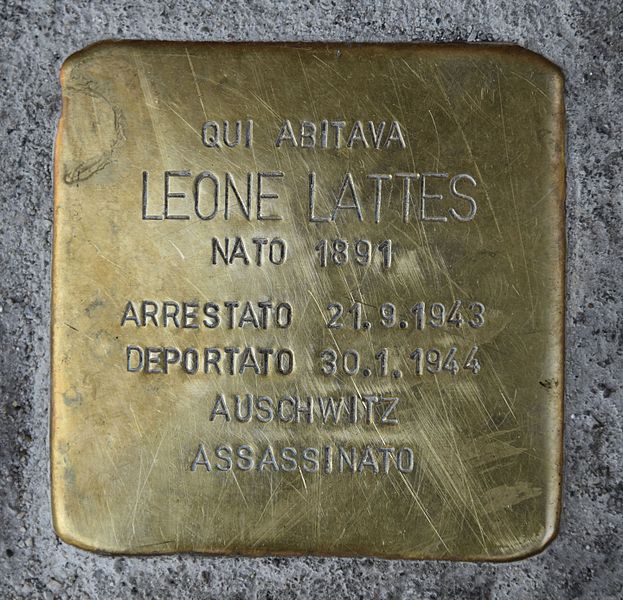 QUI ABITAVA
LEONE LATTES
NATO 1891
ARRESTATO 21.9.1943
DEPORTATO 30.1.1944
AUSCHWITZ
ASSASSINATO